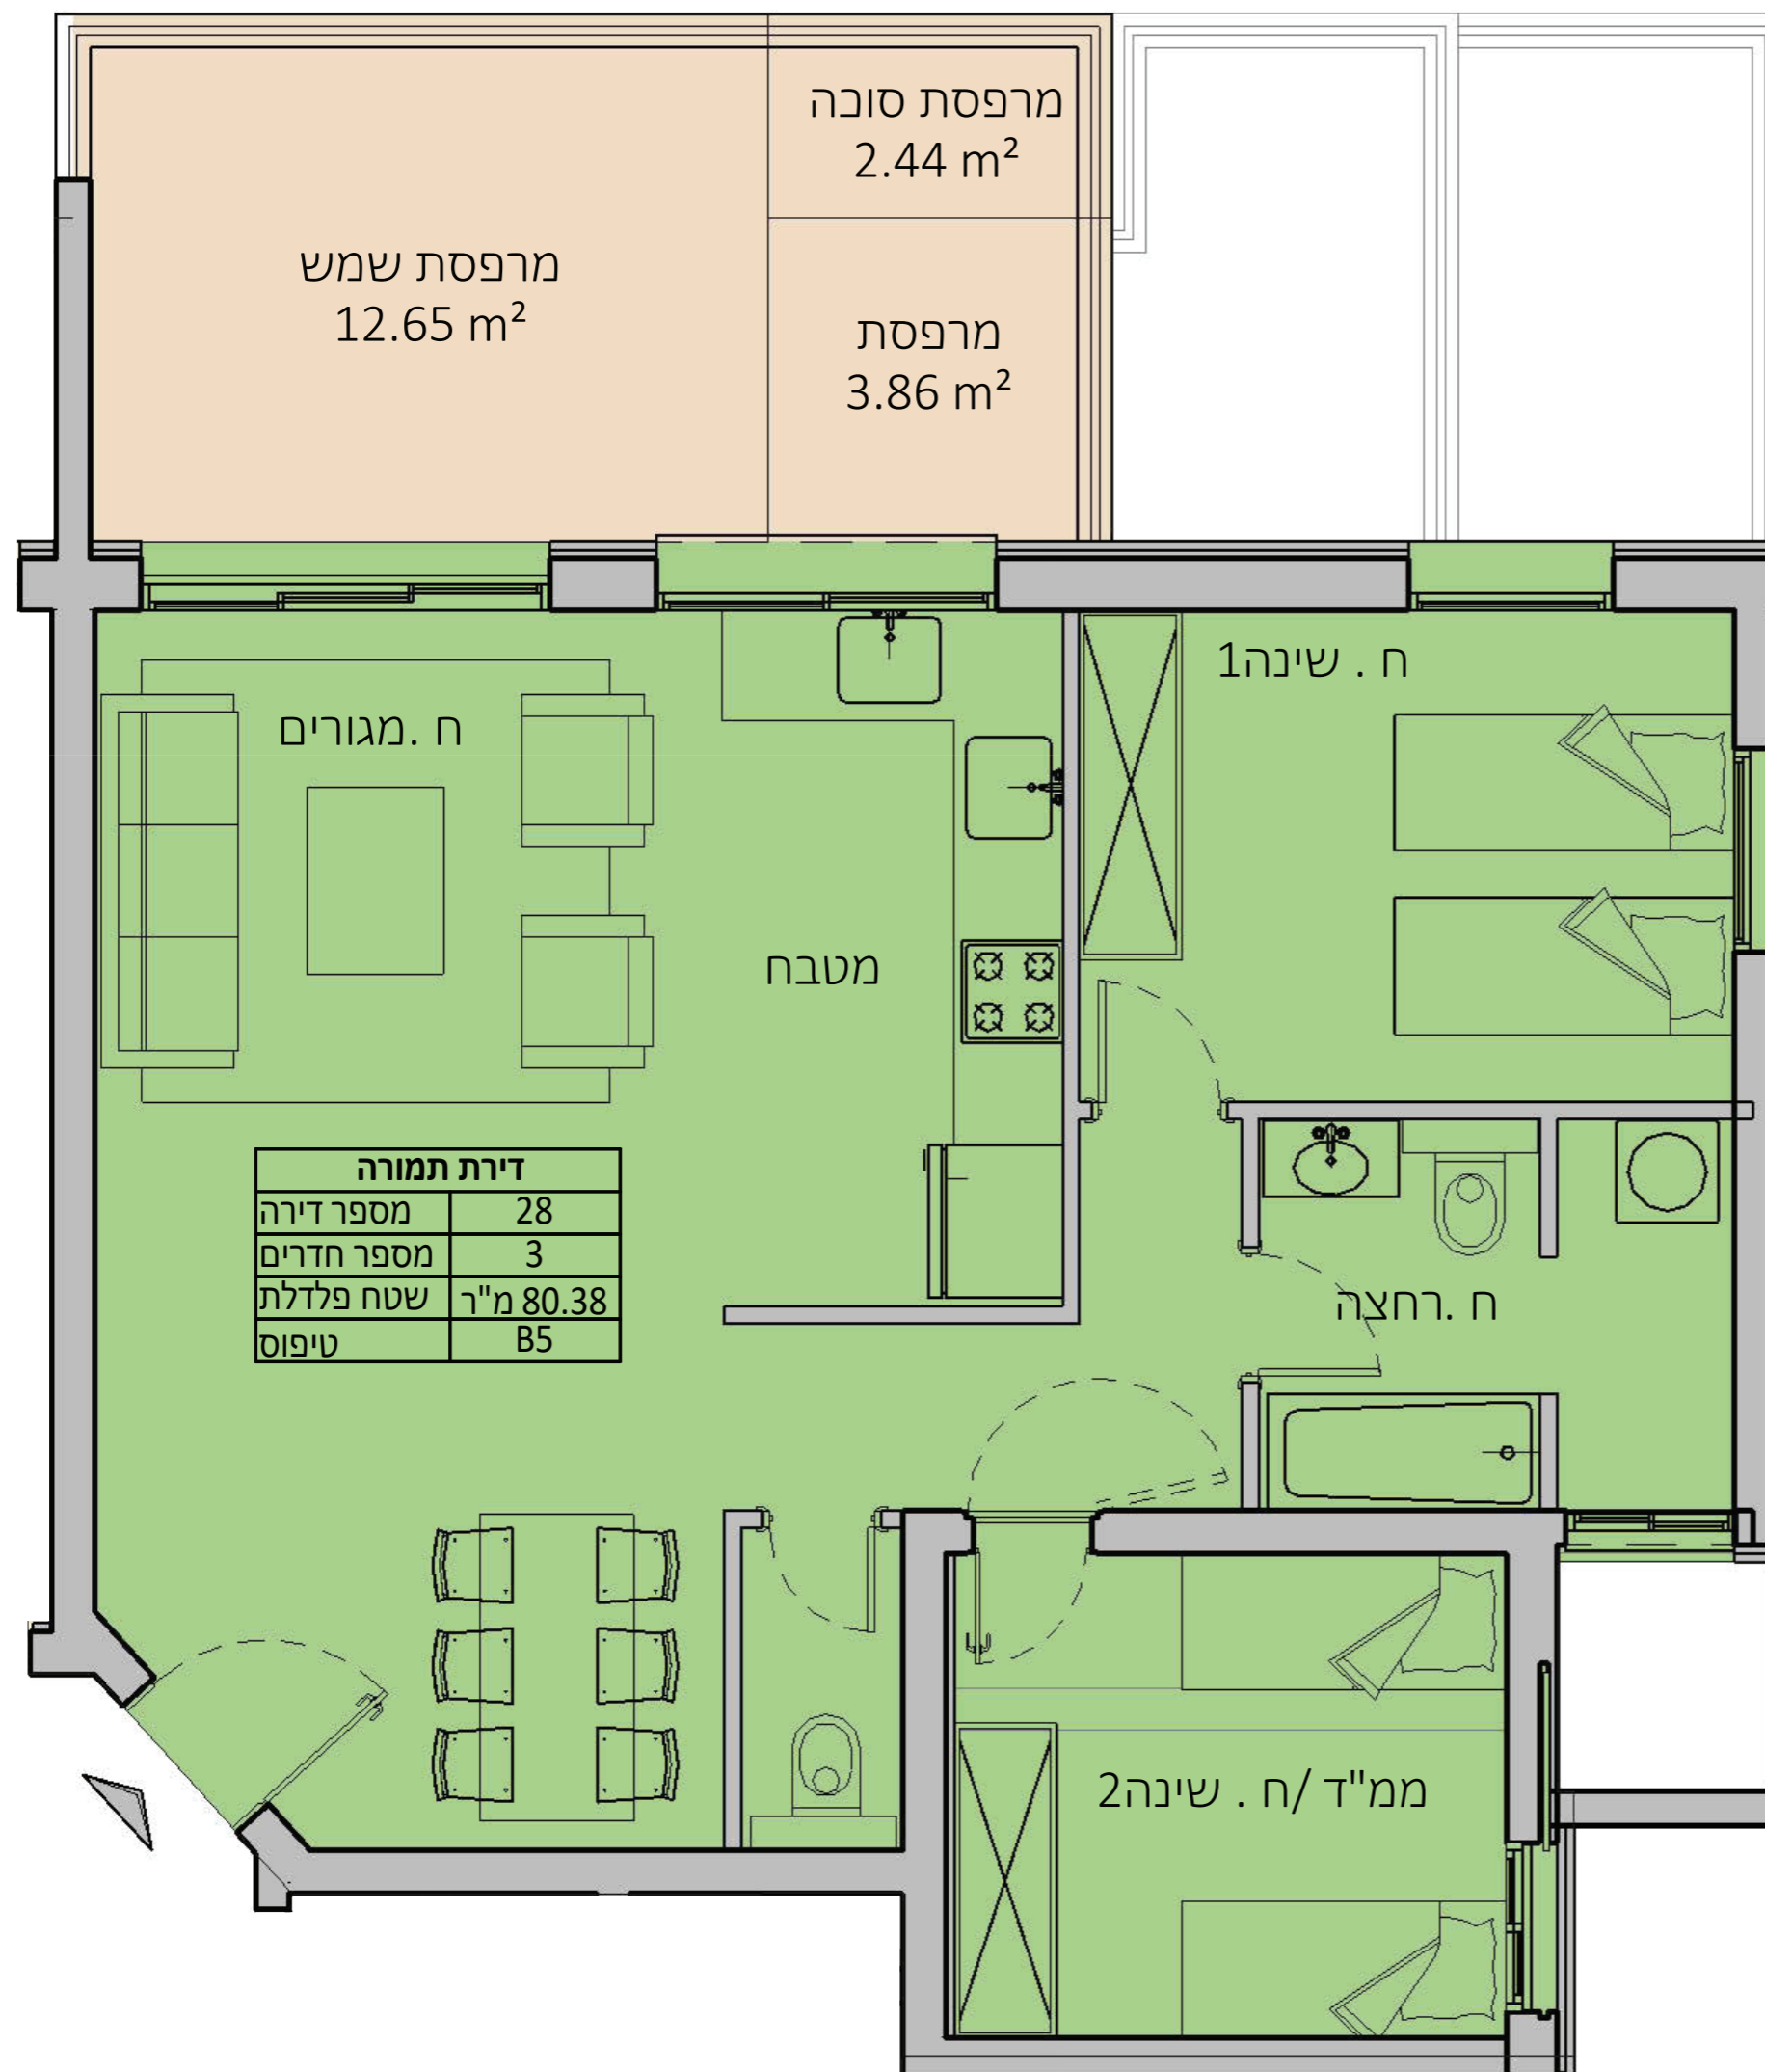 מרפסת סוכה
2.44 m²
מרפסת שמש
12.65 m²
מרפסת
3.86 m²
ח . שינה1
ח .מגורים
מטבח
דירת תמורה
מספר דירה 28
מספר חדרים 3
שטח פלדלת 80.38 מ"ר
טיפוס B5
ח .רחצה
ממ"ד /ח . שינה2